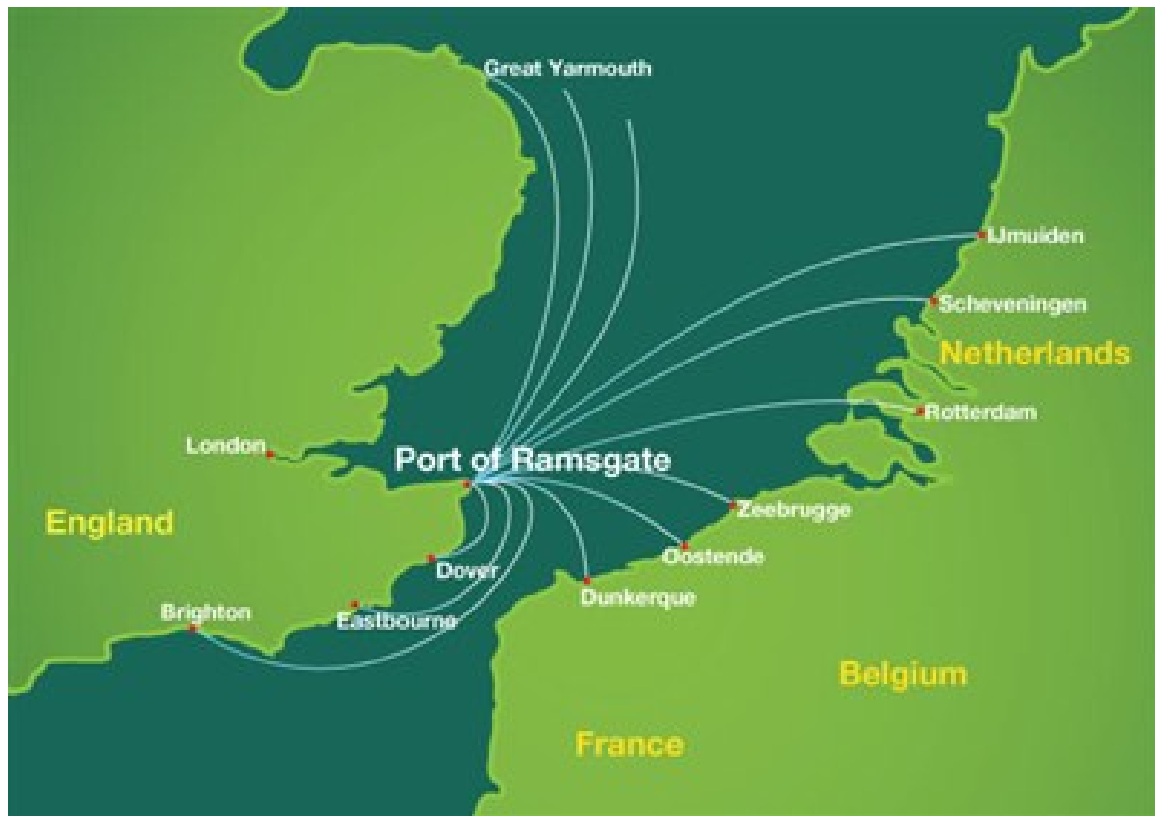 Great Yarmouth
IJmuiden
Scheveningen
Netherlands
Rotterdam
London
Port of Ramsgate
Zeebrugge
England
Oostende
Dover
Dunkerque
Brighton
Eastbourne
Belgium
France